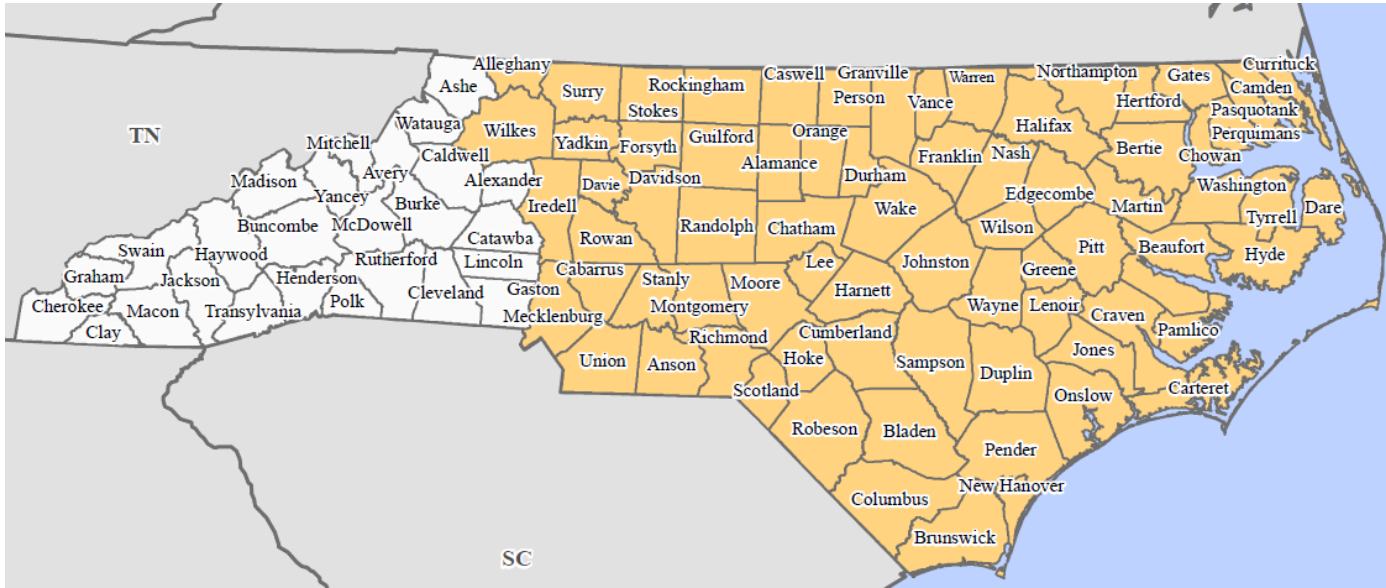 Alleghany
Ashe
Surry
Stokes
Rockingham
Caswell
Person
Granville
Vance
Warren
Northampton
Gates
Currituck
Camden
Hertford
Pasquotank
Perquimans
TN
Watauga
Wilkes
Yadkin
Forsyth
Guilford
Orange
Alamance
Durham
Franklin
Nash
Halifax
Bertie
Chowan
Mitchell
Avery
Caldwell
Alexander
Davie
Davidson
Edgecombe
Martin
Washington
Tyrrell
Dare
Madison
Yancey
Burke
Iredell
Wake
Buncombe
McDowell
Catawba
Rowan
Randolph
Chatham
Wilson
Pitt
Beaufort
Hyde
Swain
Haywood
Rutherford
Lincoln
Cabarrus
Stanly
Lee
Johnston
Greene
Graham
Jackson
Henderson
Gaston
Cleveland
Polk
Montgomery
Moore
Harnett
Wayne
Lenoir
Craven
Pamlico
Cherokee
Macon
Clay
Transylvania
Mecklenburg
Richmond
Cumberland
Union
Anson
Hoke
Sampson
Duplin
Jones
Scotland
Onslow
Carteret
Robeson
Bladen
Pender
Columbus
New Hanover
Brunswick
SC